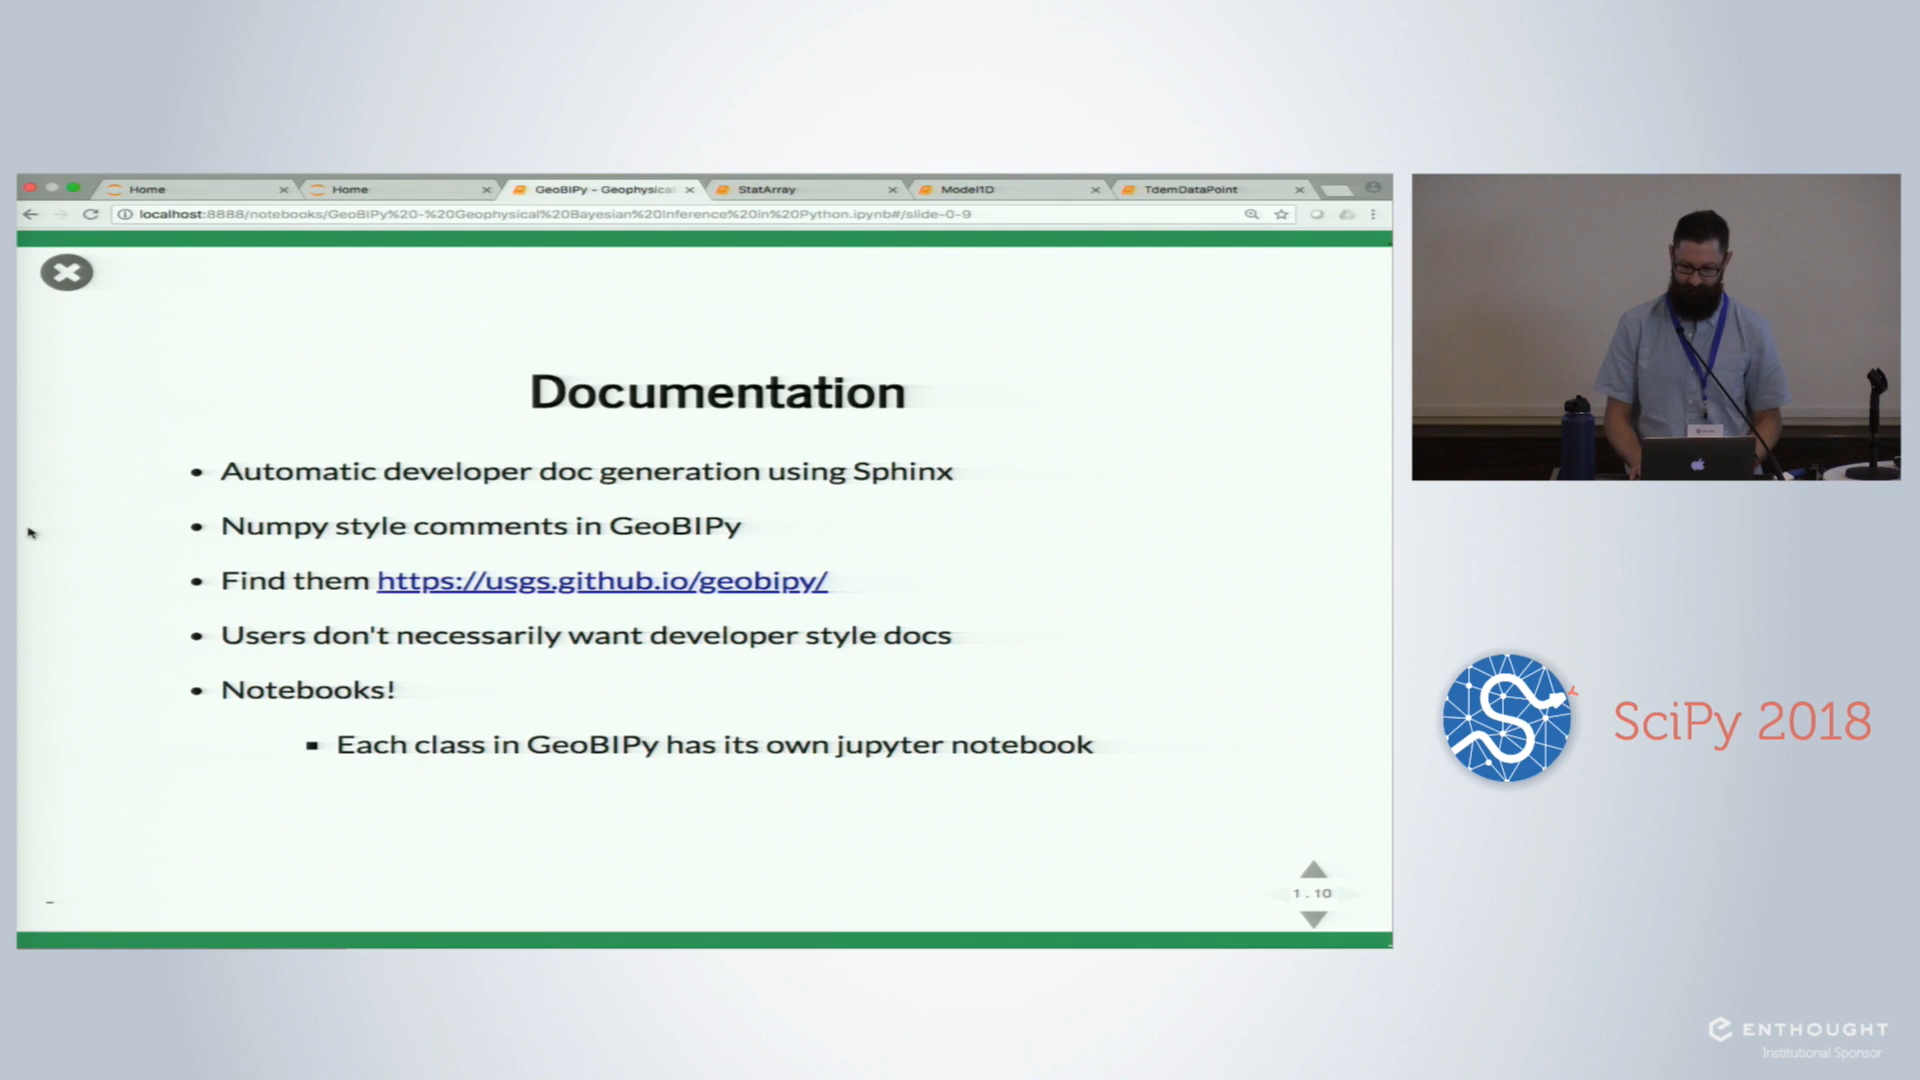 Home
Home
GeoBIPy - Geophysical
StatArray
Model1D
TdemDataPoint
localhost:8888/notebooks/GeoBIPy%20-%20Geophysical%20Bayesian%20Inference%20in%20Python.ipynb#/slide-0-9
Documentation
• Automatic developer doc generation using Sphinx
• Numpy style comments in GeoBIPy
• Find them https://usgs.github.io/geobipy/
• Users don't necessarily want developer style docs
• Notebooks!
▪ Each class in GeoBIPy has its own jupyter notebook
1.10
SciPy 2018
ENTHOUGHT
Institutional Sponsor